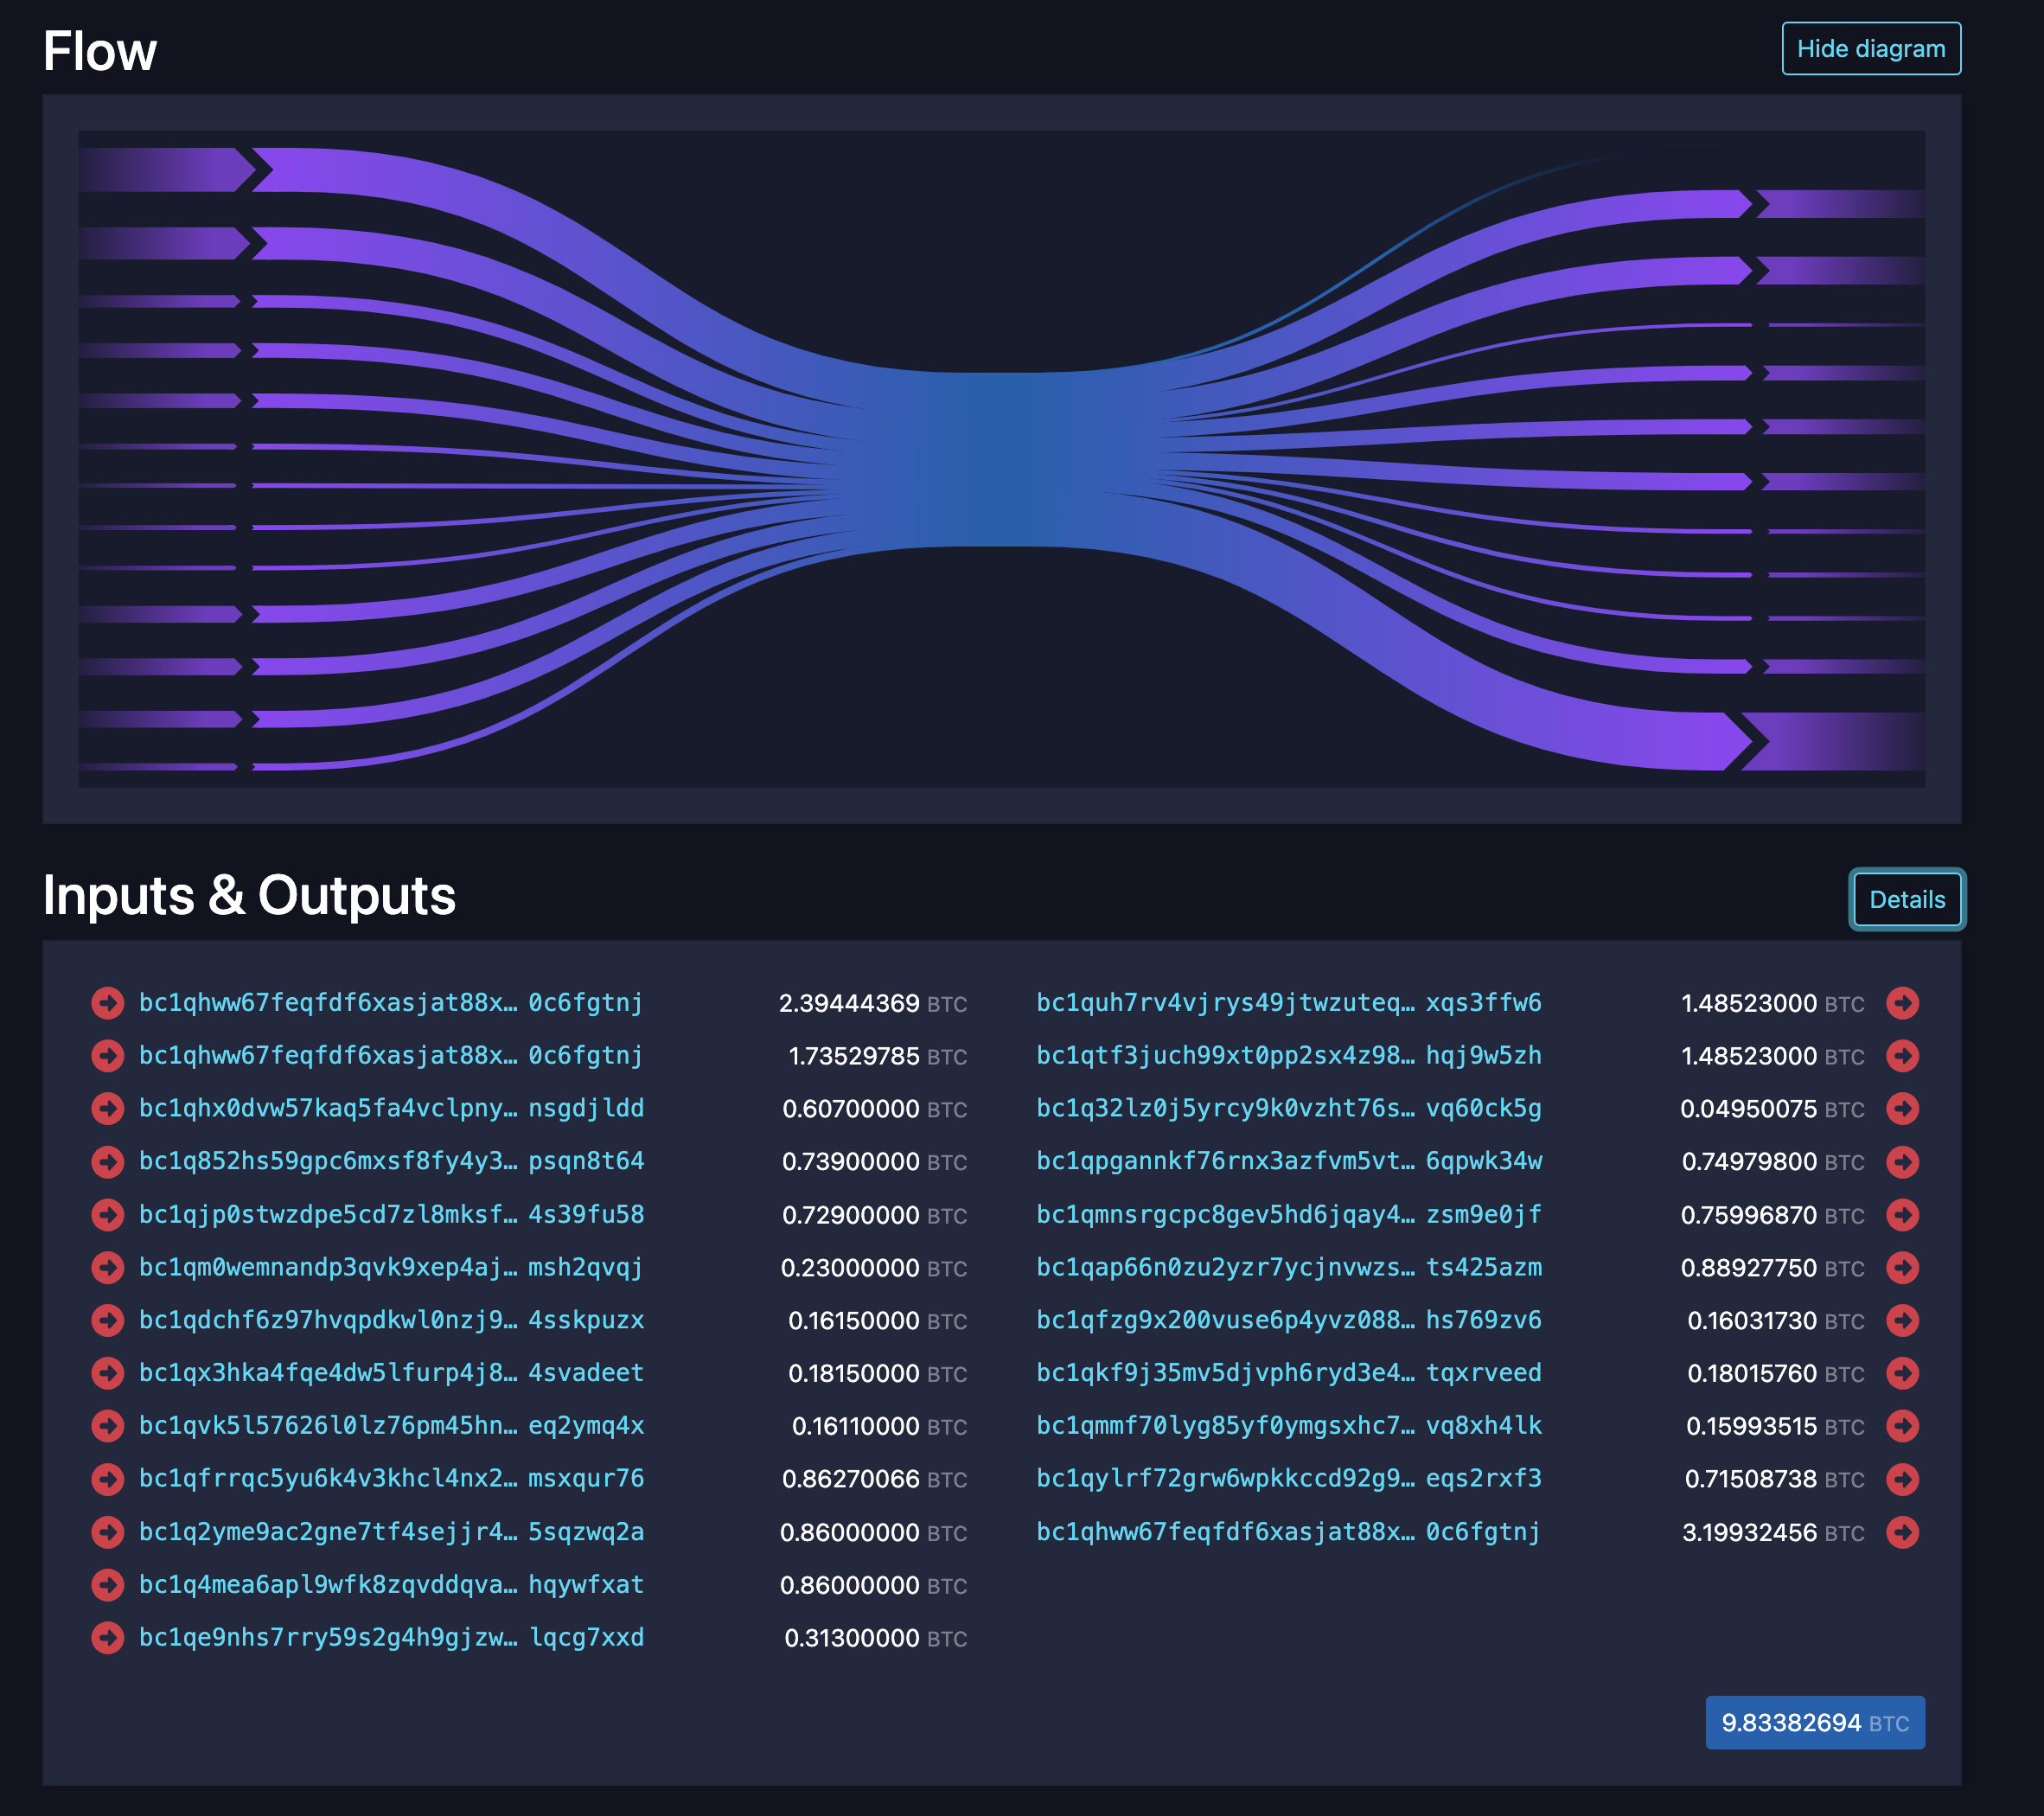 Flow
Hide diagram
Inputs & Outputs
Details
bc1qhww67feqfdf6xasjat88x… 0c6fgtnj 2.39444369 BTC bc1quh7rv4vjrys49jtwzuteq… xqs3ffw6 1.48523000 BTC
bc1qhww67feqfdf6xasjat88x… 0c6fgtnj 1.73529785 BTC bc1qtf3juch99xt0pp2sx4z98… hqj9w5zh 1.48523000 BTC
bc1qhx0dvw57kaq5fa4vclpny… nsgdjldd 0.60700000 BTC bc1q32lz0j5yrcy9k0vzht76s… vq60ck5g 0.04950075 BTC
bc1q852hs59gpc6mxsf8fy4y3… psqn8t64 0.73900000 BTC bc1qpgannkf76rnx3azfvm5vt… 6qpwk34w 0.74979800 BTC
bc1qjp0stwzdpe5cd7zl8mksf… 4s39fu58 0.72900000 BTC bc1qmnsrgcpc8gev5hd6jqay4… zsm9e0jf 0.75996870 BTC
bc1qm0wemnandp3qvk9xep4aj… msh2qvqj 0.23000000 BTC bc1qap66n0zu2yzr7ycjnvwzs… ts425azm 0.88927750 BTC
bc1qdchf6z97hvqpdkwl0nzj9… 4sskpuzx 0.16150000 BTC bc1qfzg9x200vuse6p4yvz088… hs769zv6 0.16031730 BTC
bc1qx3hka4fqe4dw5lfurp4j8… 4svadeet 0.18150000 BTC bc1qkf9j35mv5djvph6ryd3e4… tqxrveed 0.18015760 BTC
bc1qvk5l57626l0lz76pm45hn… eq2ymq4x 0.16110000 BTC bc1qmmf70lyg85yf0ymgsxhc7… vq8xh4lk 0.15993515 BTC
bc1qfrrqc5yu6k4v3khcl4nx2… msxqur76 0.86270066 BTC bc1qylrf72grw6wpkkccd92g9… eqs2rxf3 0.71508738 BTC
bc1q2yme9ac2gne7tf4sejjr4… 5sqzwq2a 0.86000000 BTC bc1qhww67feqfdf6xasjat88x… 0c6fgtnj 3.19932456 BTC
bc1q4mea6apl9wfk8zqvddqva… hqywfxat 0.86000000 BTC
bc1qe9nhs7rry59s2g4h9gjzw… lqcg7xxd 0.31300000 BTC
9.83382694 BTC